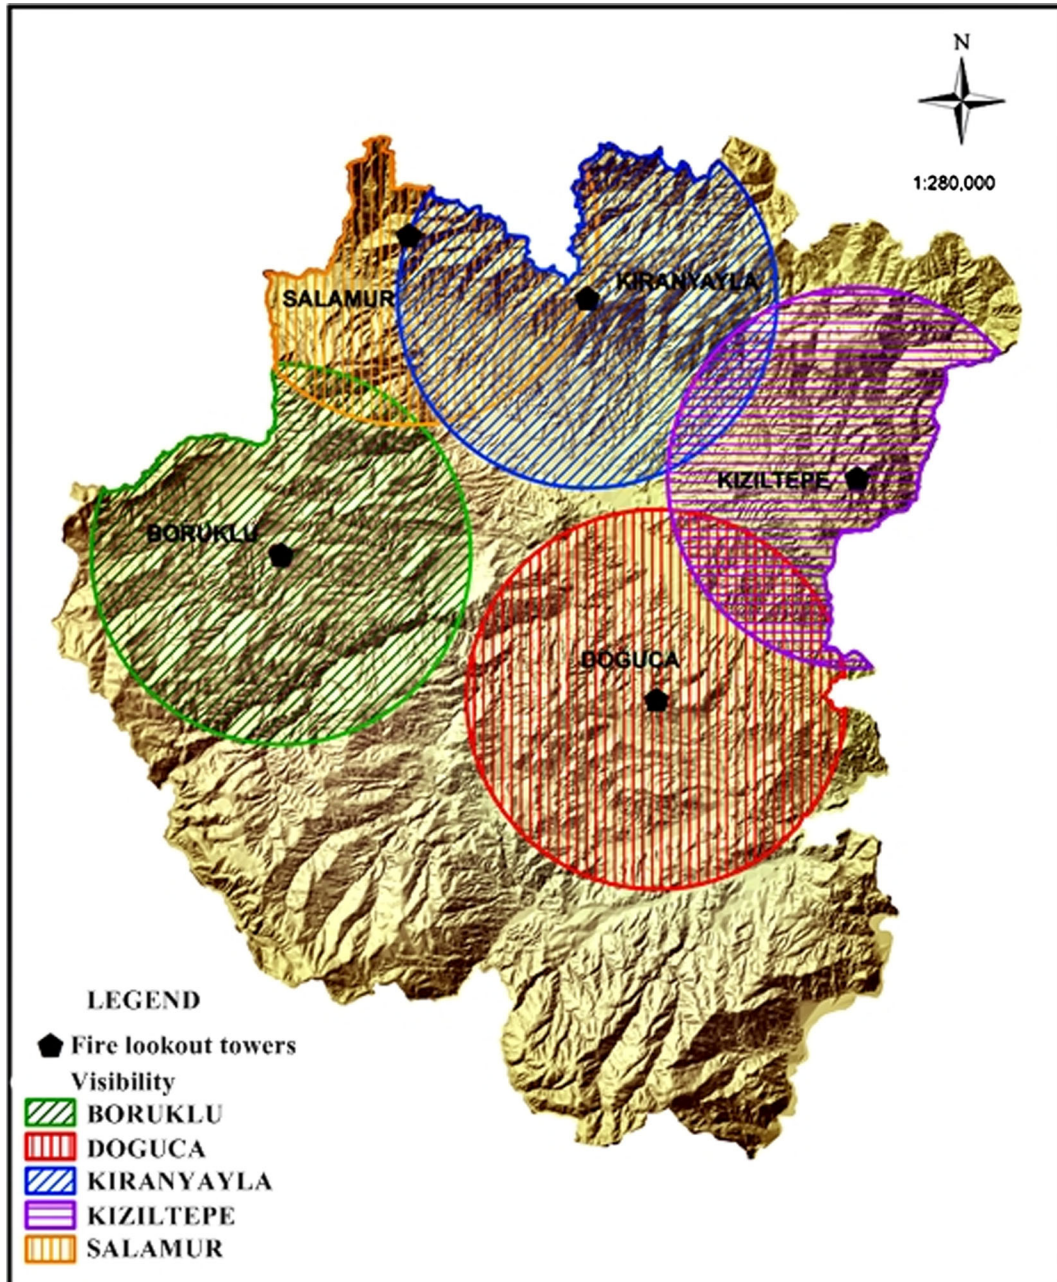 N
1:280,000
KIRANYAYLA
SALAMUR
KIZILTEPE
BORUKLU
DOGUCA
LEGEND
Fire lookout towers
Visibility
BORUKLU
DOGUCA
KIRANYAYLA
KIZILTEPE
SALAMUR